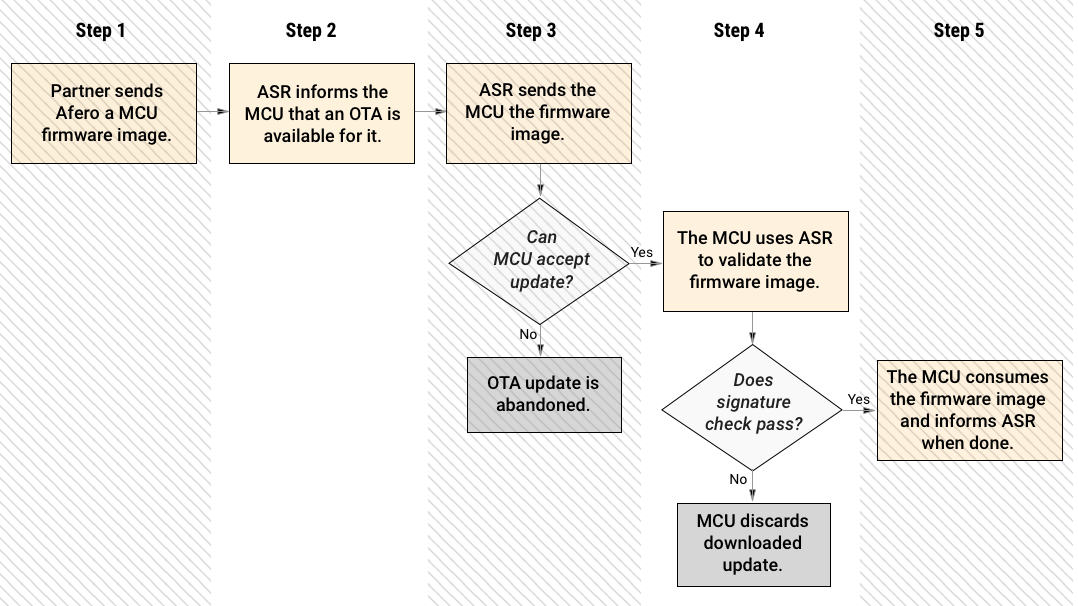 Step 1
Step 2
Step 3
Step 4
Step 5
Partner sends
Afero a MCU
firmware image.
ASR informs the
MCU that an OTA is
available for it.
ASR sends the
MCU the firmware
image.
Can
MCU accept
update?
Yes
No
OTA update is
abandoned.
The MCU uses ASR
to validate the
firmware image.
Does
signature
check pass?
Yes
No
MCU discards
downloaded
update.
The MCU consumes
the firmware image
and informs ASR
when done.